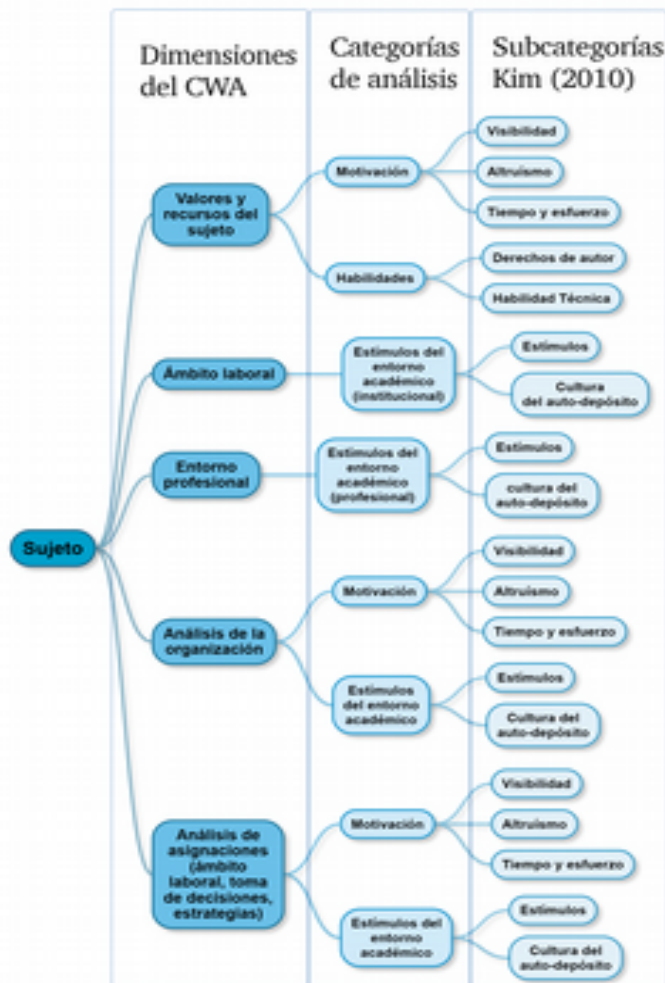 Dimensiones
del CWA
Categorías
de análisis
Subcategorías
Kim (2010)
Sujeto
Valores y
recursos del
sujeto
Motivación
Visibilidad
Altruismo
Tiempo y esfuerzo
Habilidades
Derechos de autor
Habilidad Técnica
Ámbito laboral
Estímulos del
entorno
académico
(institucional)
Estímulos
Cultura
del auto-depósito
Entorno
profesional
Estímulos del
entorno
académico
(profesional)
Estímulos
cultura del
auto-depósito
Análisis de la
organización
Motivación
Visibilidad
Altruismo
Tiempo y esfuerzo
Estímulos
del entorno
académico
Estímulos
Cultura del
auto-depósito
Análisis de
asignaciones
(ámbito
laboral, toma
de decisiones,
estrategias)
Motivación
Visibilidad
Altruismo
Tiempo y esfuerzo
Estímulos del
entorno
académico
Estímulos
Cultura del
auto-depósito